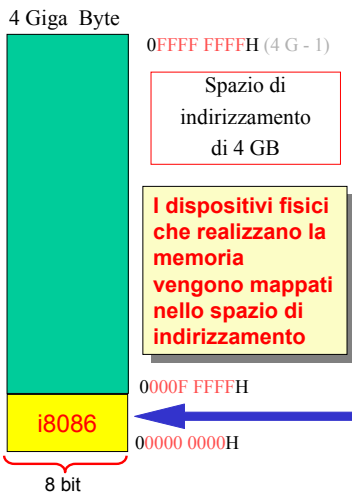 4 Giga Byte
0FFFF FFFFH (4 G - 1)
Spazio di
indirizzamento
di 4 GB
I dispositivi fisici
che realizzano la
memoria
vengono mappati
nello spazio di
indirizzamento
0000F FFFFH
i8086
00000 0000H
8 bit